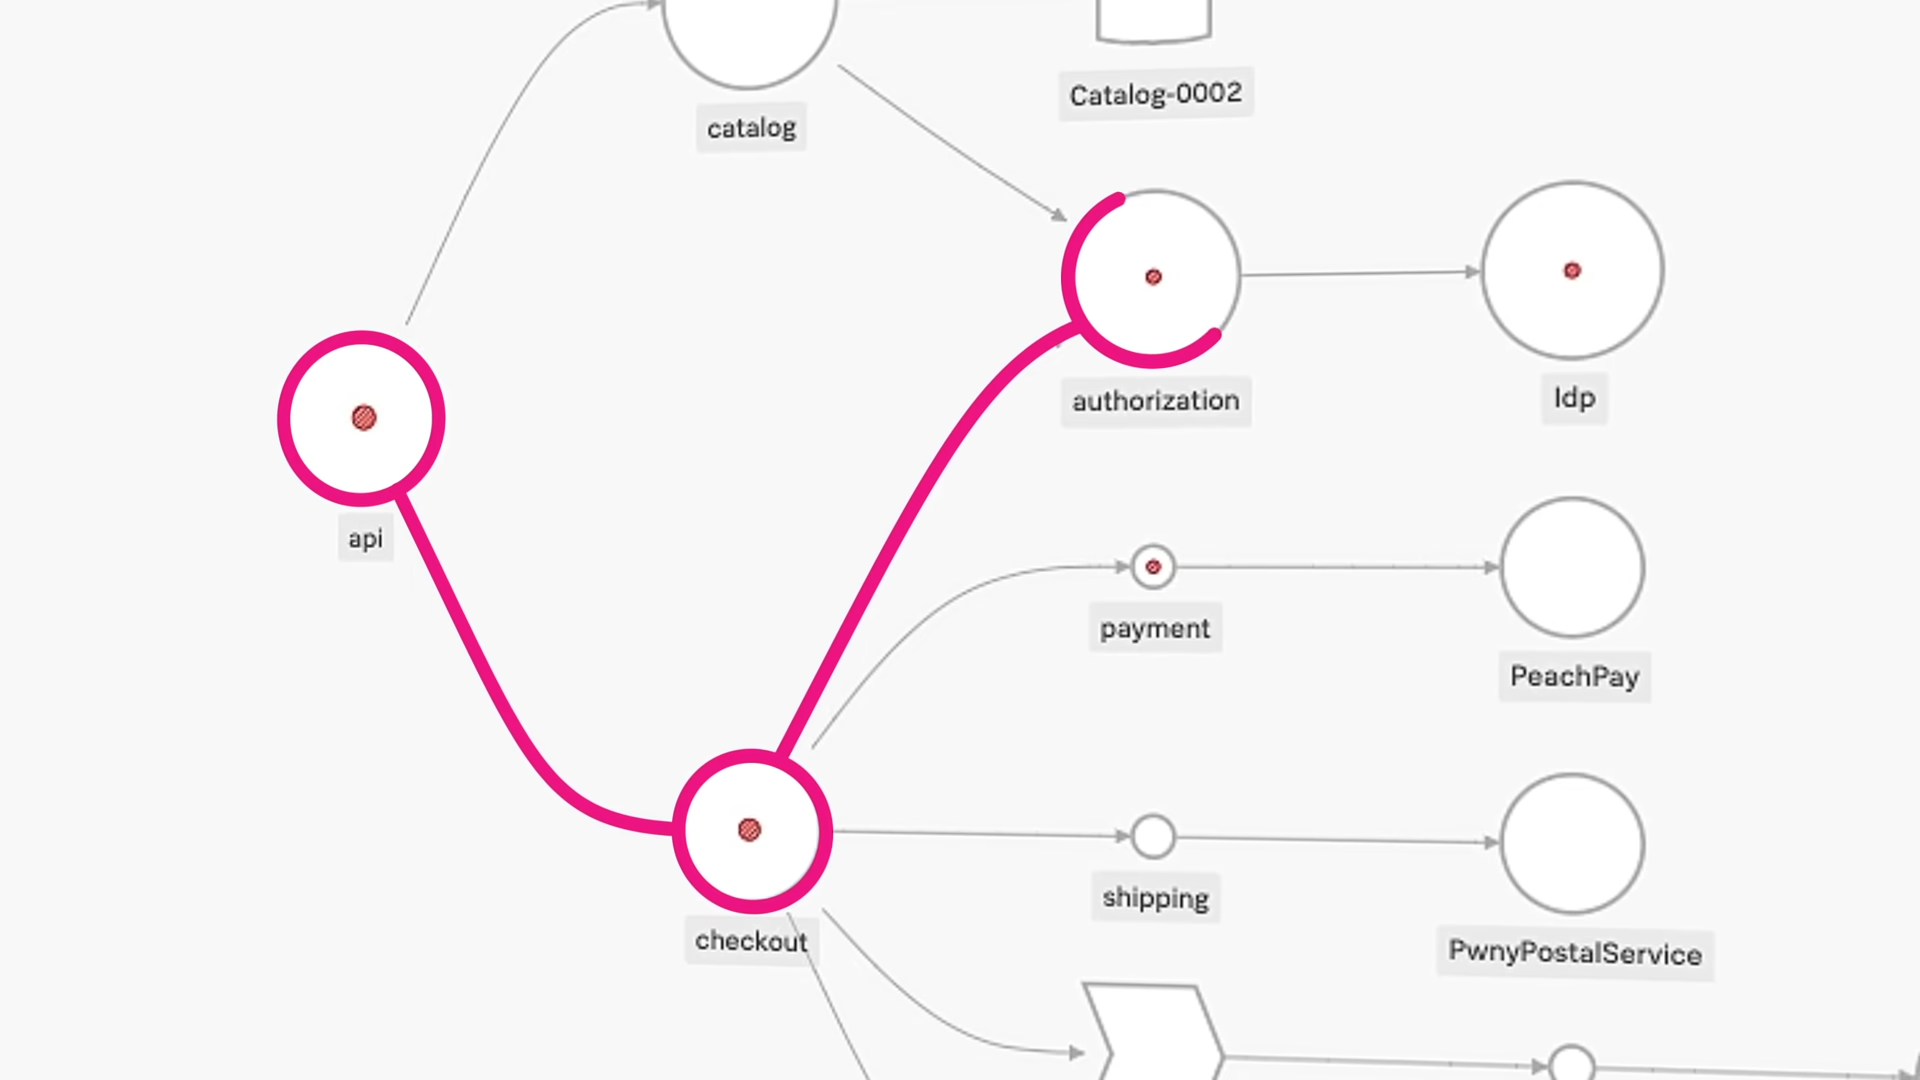 catalog
Catalog-0002
authorization
Idp
api
payment
PeachPay
shipping
checkout
PwnyPostalService